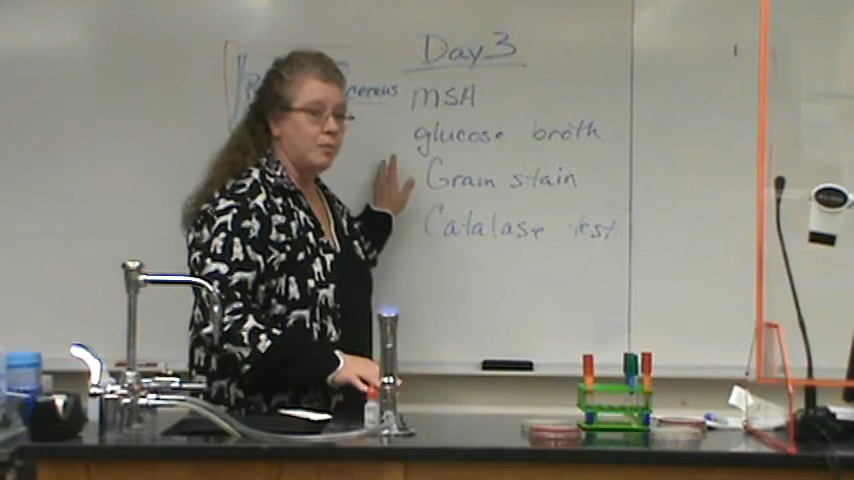 Day 3
cereus
MSA
glucose broth
Gram stain
Catalase test